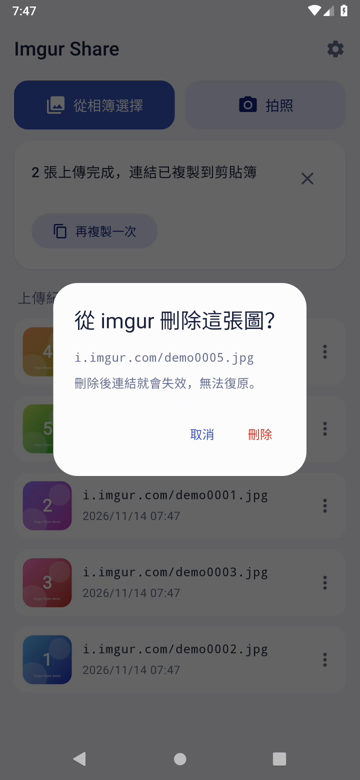 7:47
Imgur Share
從相簿選擇
拍照
2 張上傳完成，連結已複製到剪貼簿
再複製一次
上傳紀
從 imgur 刪除這張圖？
i.imgur.com/demo0005.jpg
刪除後連結就會失效，無法復原。
取消
刪除
4
5
2
i.imgur.com/demo0001.jpg
2026/11/14 07:47
3
i.imgur.com/demo0003.jpg
2026/11/14 07:47
1
i.imgur.com/demo0002.jpg
2026/11/14 07:47